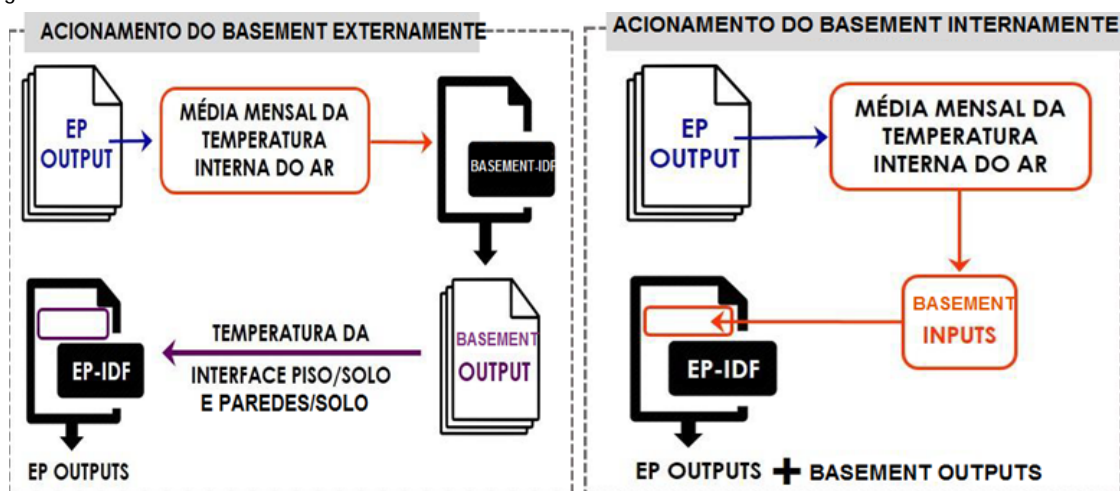 ACIONAMENTO DO BASEMENT EXTERNAMENTE
EP
OUTPUT
MÉDIA MENSAL DA
TEMPERATURA
INTERNA DO AR
BASEMENT-IDF
BASEMENT
OUTPUT
TEMPERATURA DA
INTERFACE PISO/SOLO
E PAREDES/SOLO
EP-IDF
EP OUTPUTS
ACIONAMENTO DO BASEMENT INTERNAMENTE
EP
OUTPUT
MÉDIA MENSAL DA
TEMPERATURA
INTERNA DO AR
BASEMENT
INPUTS
EP-IDF
EP OUTPUTS + BASEMENT OUTPUTS